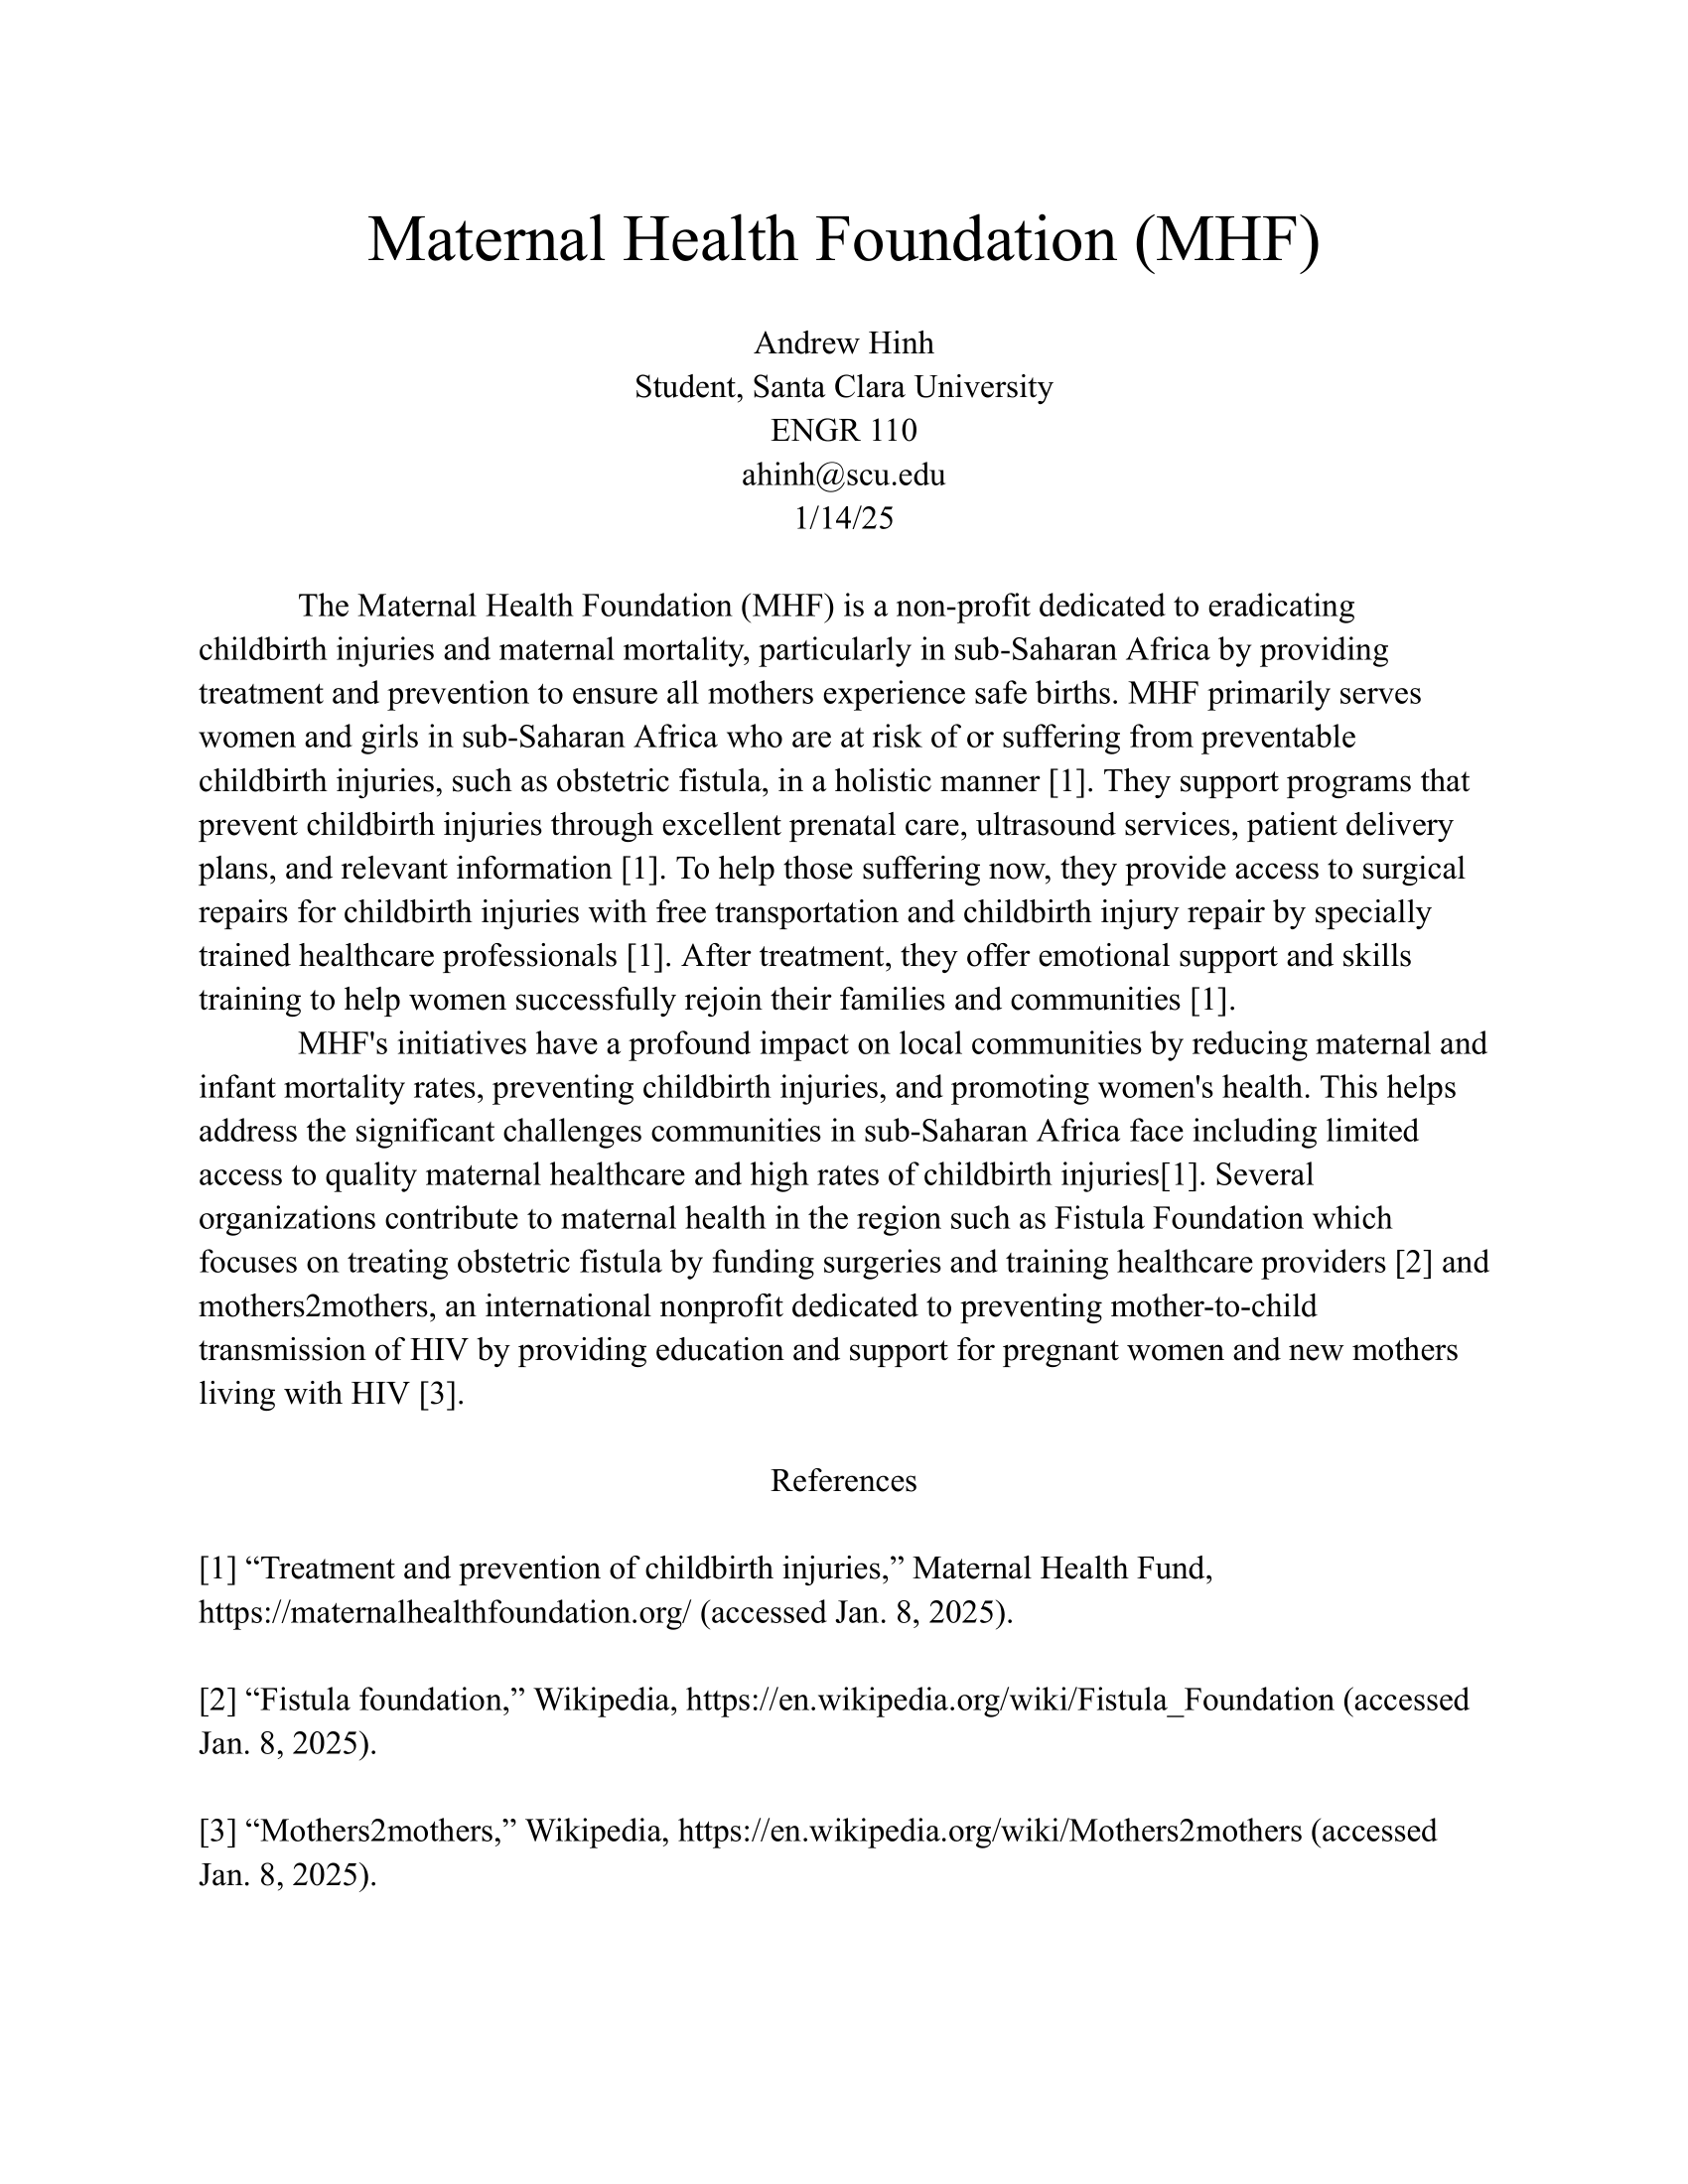 Maternal Health Foundation (MHF)
Andrew Hinh
Student, Santa Clara University
ENGR 110
ahinh@scu.edu
1/14/25
The Maternal Health Foundation (MHF) is a non-profit dedicated to eradicating
childbirth injuries and maternal mortality, particularly in sub-Saharan Africa by providing
treatment and prevention to ensure all mothers experience safe births. MHF primarily serves
women and girls in sub-Saharan Africa who are at risk of or suffering from preventable
childbirth injuries, such as obstetric fistula, in a holistic manner [1]. They support programs that
prevent childbirth injuries through excellent prenatal care, ultrasound services, patient delivery
plans, and relevant information [1]. To help those suffering now, they provide access to surgical
repairs for childbirth injuries with free transportation and childbirth injury repair by specially
trained healthcare professionals [1]. After treatment, they offer emotional support and skills
training to help women successfully rejoin their families and communities [1].
MHF's initiatives have a profound impact on local communities by reducing maternal and
infant mortality rates, preventing childbirth injuries, and promoting women's health. This helps
address the significant challenges communities in sub-Saharan Africa face including limited
access to quality maternal healthcare and high rates of childbirth injuries[1]. Several
organizations contribute to maternal health in the region such as Fistula Foundation which
focuses on treating obstetric fistula by funding surgeries and training healthcare providers [2] and
mothers2mothers, an international nonprofit dedicated to preventing mother-to-child
transmission of HIV by providing education and support for pregnant women and new mothers
living with HIV [3].
References
[1] “Treatment and prevention of childbirth injuries,” Maternal Health Fund,
https://maternalhealthfoundation.org/ (accessed Jan. 8, 2025).
[2] “Fistula foundation,” Wikipedia, https://en.wikipedia.org/wiki/Fistula_Foundation (accessed
Jan. 8, 2025).
[3] “Mothers2mothers,” Wikipedia, https://en.wikipedia.org/wiki/Mothers2mothers (accessed
Jan. 8, 2025).